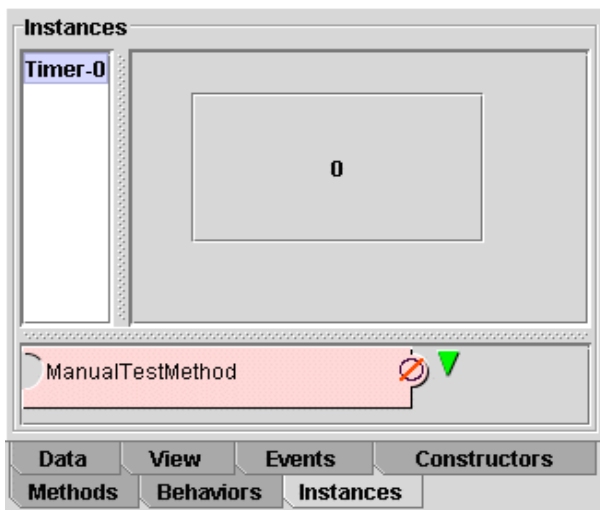 Instances
Timer-0
0
ManualTestMethod
Data View Events Constructors
Methods Behaviors Instances